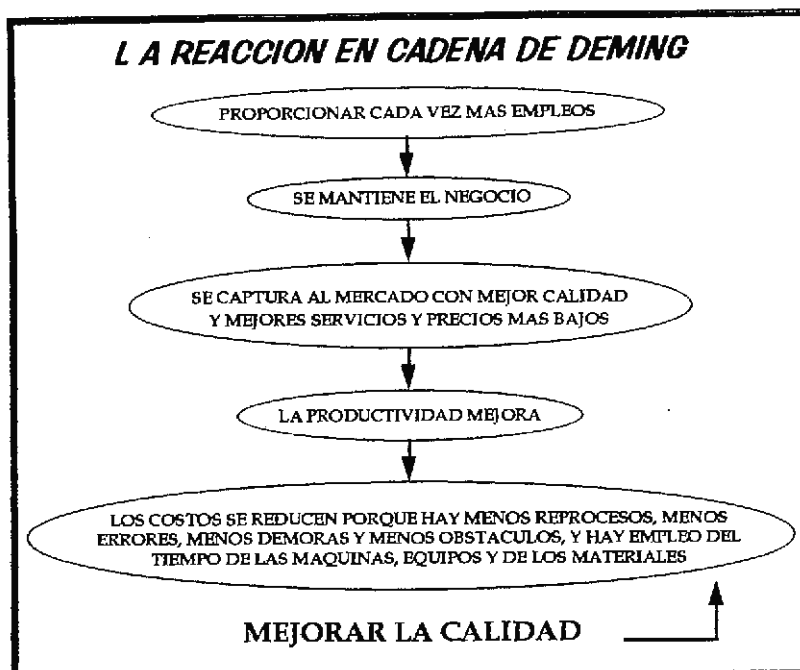 L A REACCION EN CADENA DE DEMING
PROPORCIONAR CADA VEZ MAS EMPLEOS
SE MANTIENE EL NEGOCIO
SE CAPTURA AL MERCADO CON MEJOR CALIDAD
Y MEJORES SERVICIOS Y PRECIOS MAS BAJOS
LA PRODUCTIVIDAD MEJORA
LOS COSTOS SE REDUCEN PORQUE HAY MENOS REPROCESOS, MENOS
ERRORES, MENOS DEMORAS Y MENOS OBSTACULOS, Y HAY EMPLEO DEL
TIEMPO DE LAS MAQUINAS, EQUIPOS Y DE LOS MATERIALES
MEJORAR LA CALIDAD